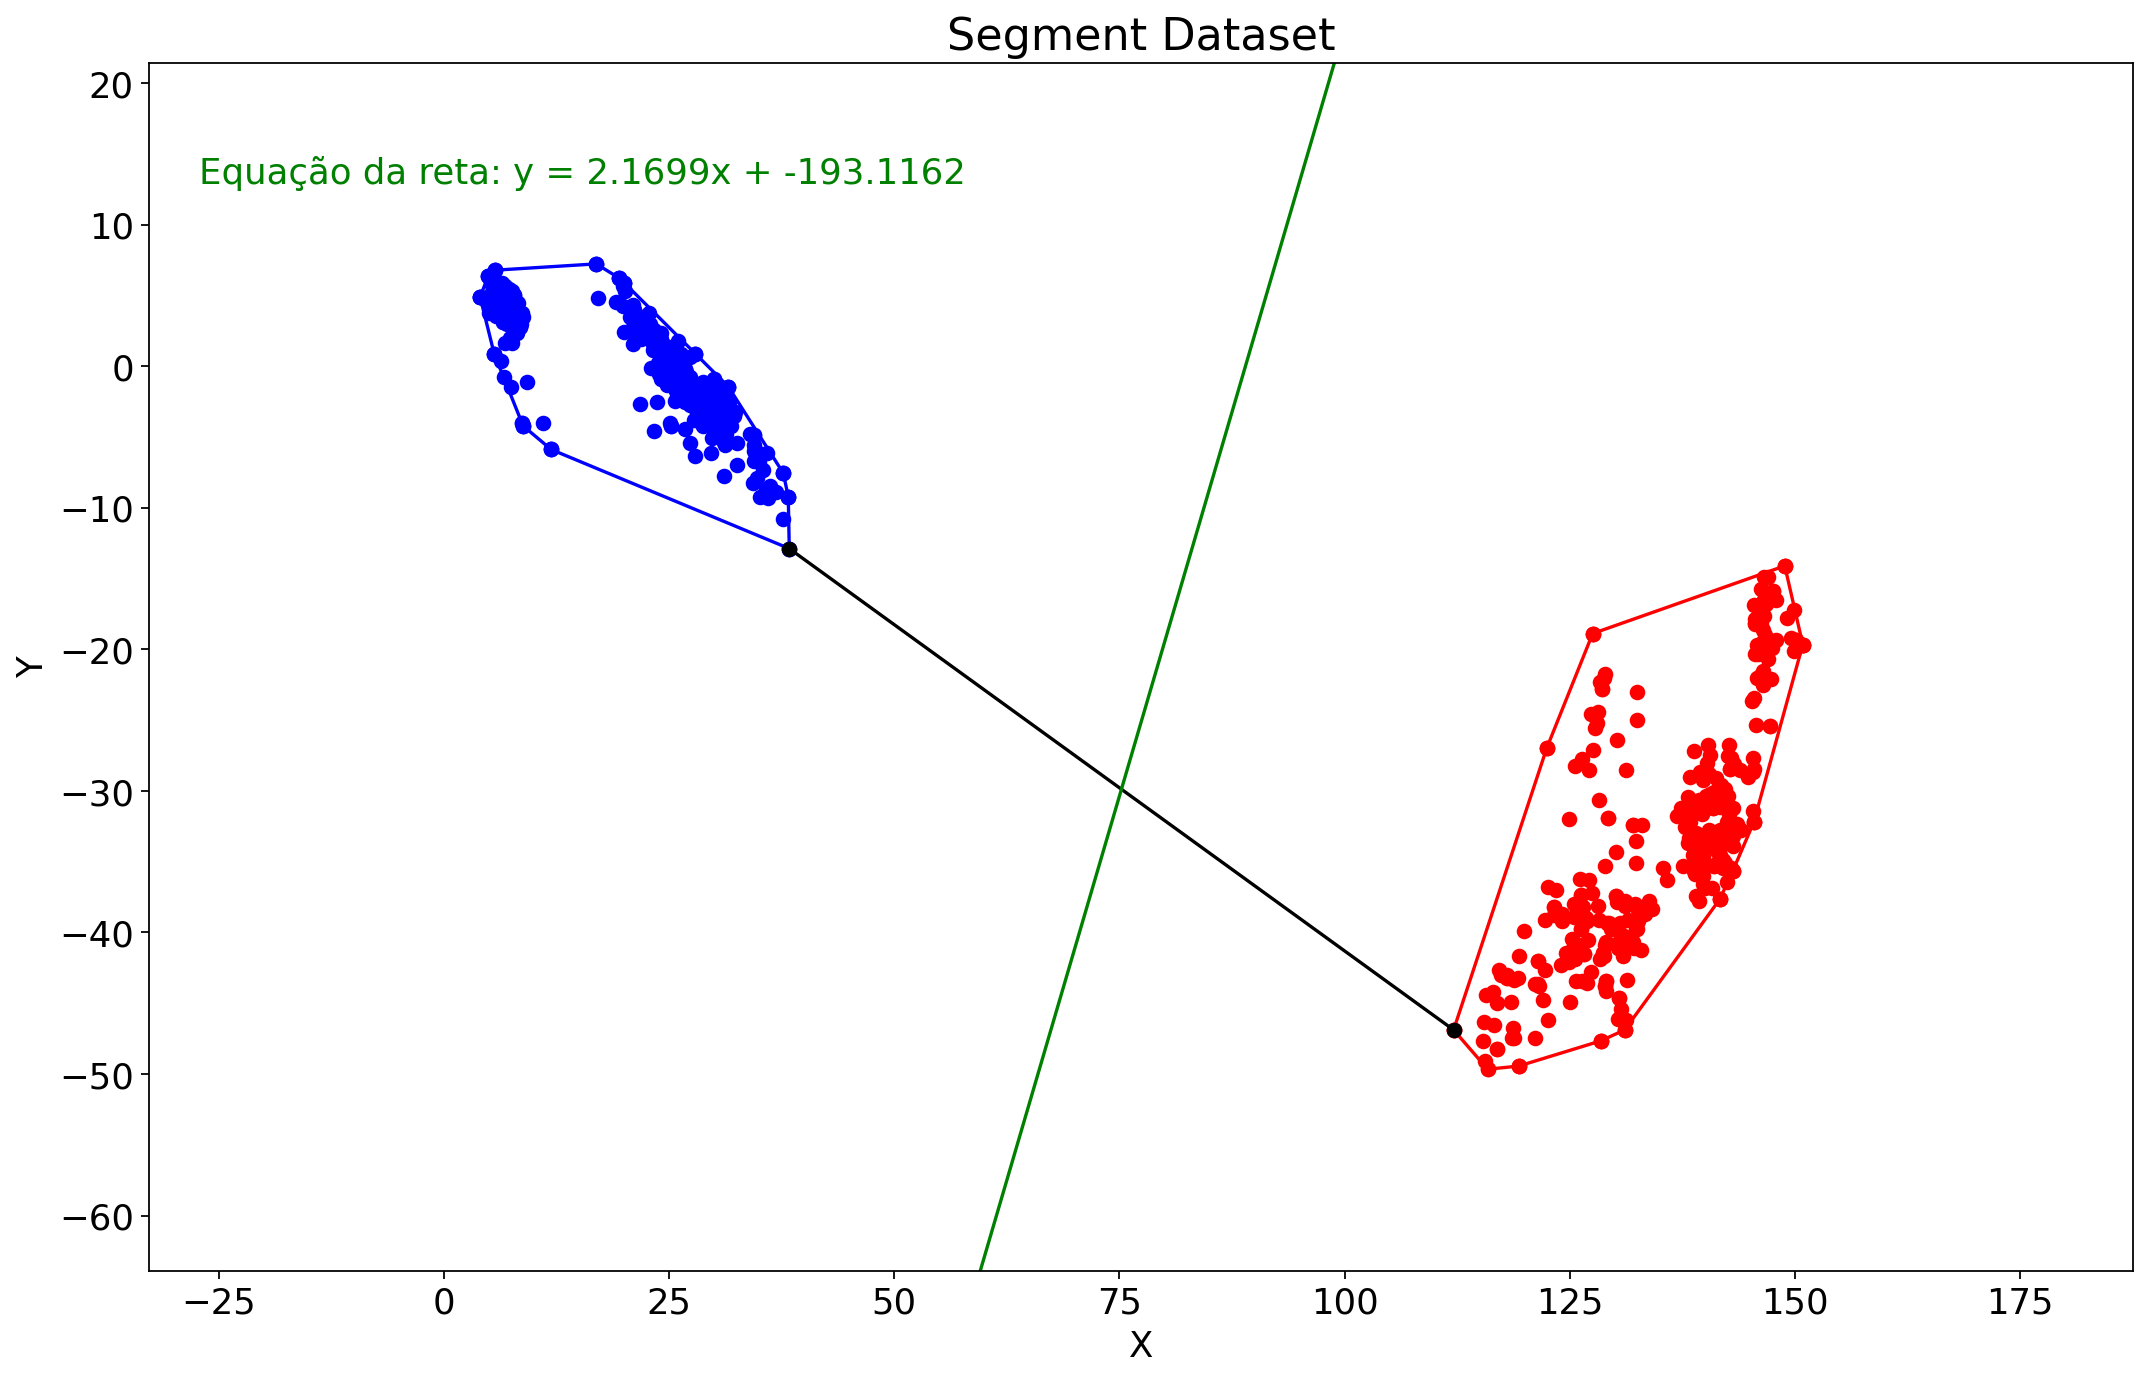 Segment Dataset
20
Equação da reta: y = 2.1699x + -193.1162
10
0
−10
−20
Y
−30
−40
−50
−60
−25 0 25 50 75 100 125 150 175
X